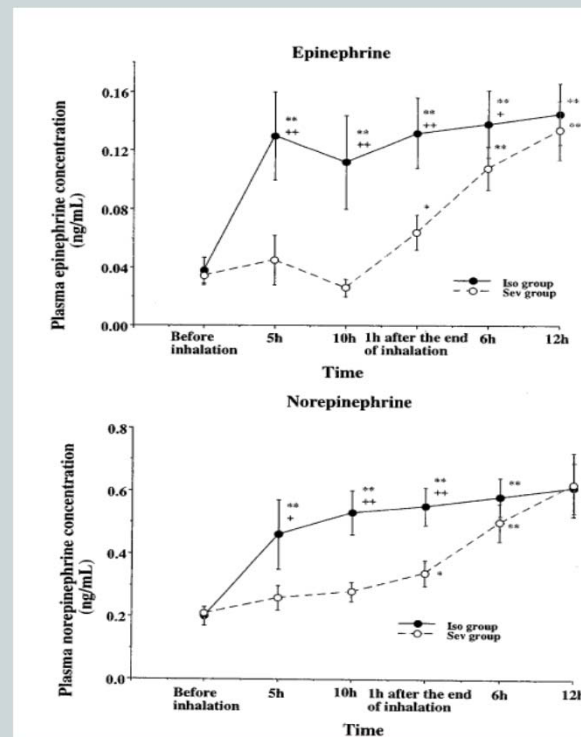 Epinephrine
Plasma epinephrine concentration
(ng/mL)
0.16
0.12
0.04
0.00
**
++
**
++
**
++
**
+
**
*
**
**
Iso group
Sev group
Before
inhalation
5h
10h
1h after the end
of inhalation
6h
12h
Time
Norepinephrine
Plasma norepinephrine concentration
(ng/mL)
0.8
0.6
0.4
0.2
0.0
**
+
**
++
**
++
**
*
**
Iso group
Sev group
Before
inhalation
5h
10h
1h after the end
of inhalation
6h
12h
Time